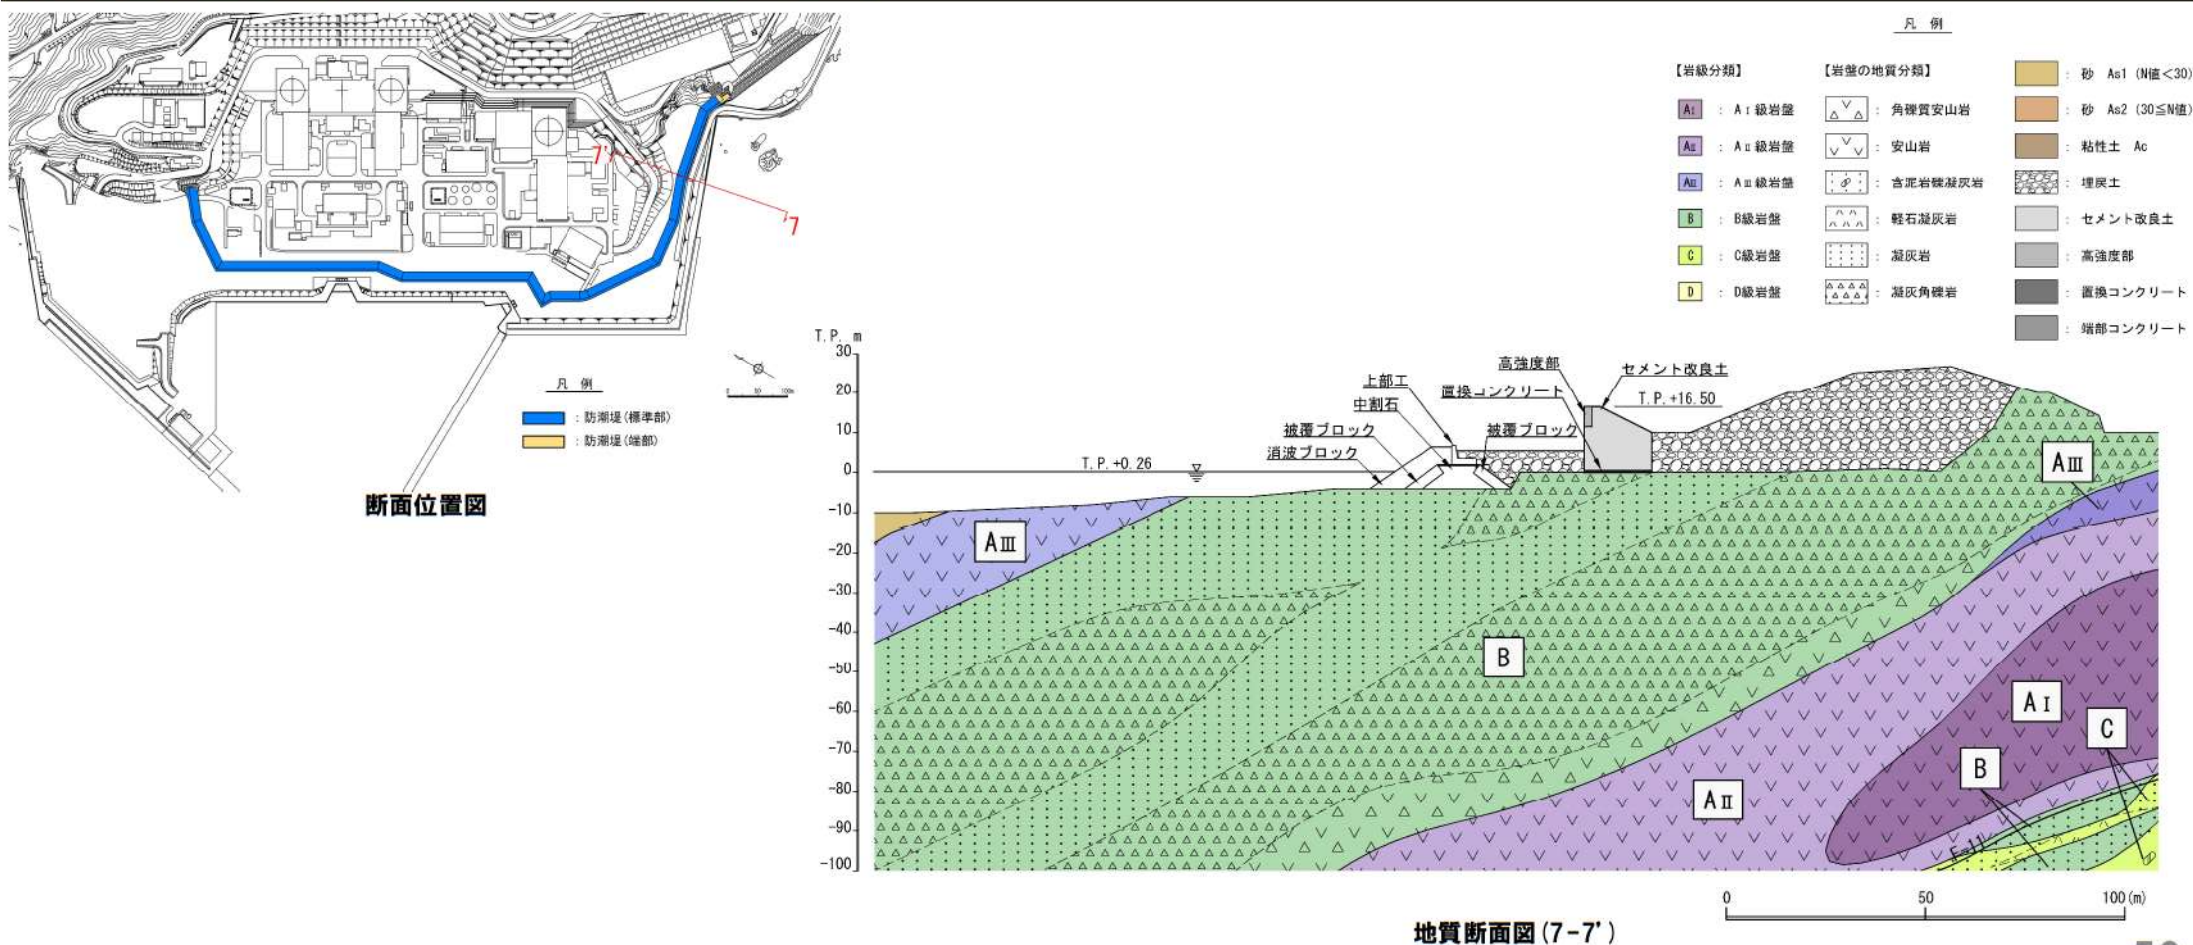 7'
7
凡 例
：防潮堤(標準部)
：防潮堤(端部)
断面位置図
凡 例
【岩級分類】
AⅠ ： AⅠ級岩盤
AⅡ ： AⅡ級岩盤
AⅢ ： AⅢ級岩盤
B ： B級岩盤
C ： C級岩盤
D ： D級岩盤
【岩盤の地質分類】
： 角礫質安山岩
： 安山岩
： 含泥岩礫凝灰岩
： 軽石凝灰岩
： 凝灰岩
： 凝灰角礫岩
： 砂 As1 (N値<30)
： 砂 As2 (30≦N値)
： 粘性土 Ac
： 埋戻土
： セメント改良土
： 高強度部
： 置換コンクリート
： 端部コンクリート
T.P. m
30
20
10
0
-10
-20
-30
-40
-50
-60
-70
-80
-90
-100
高強度部
セメント改良土
上部工
置換コンクリート
T.P.+16.50
中割石
被覆ブロック
被覆ブロック
消波ブロック
T.P.+0.26
AⅢ
AⅢ
B
AⅠ
C
B
AⅡ
F-11
0 50 100(m)
地質断面図(7-7')